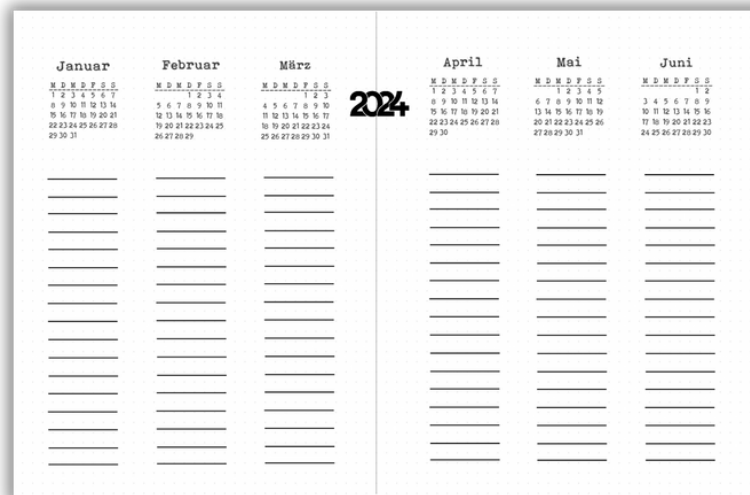 Januar
M D M D F S S
1 2 3 4 5 6 7
8 9 10 11 12 13 14
15 16 17 18 19 20 21
22 23 24 25 26 27 28
29 30 31
Februar
M D M D F S S
1 2 3 4
5 6 7 8 9 10 11
12 13 14 15 16 17 18
19 20 21 22 23 24 25
26 27 28 29
März
M D M D F S S
1 2 3
4 5 6 7 8 9 10
11 12 13 14 15 16 17
18 19 20 21 22 23 24
25 26 27 28 29 30 31
2024
April
M D M D F S S
1 2 3 4 5 6 7
8 9 10 11 12 13 14
15 16 17 18 19 20 21
22 23 24 25 26 27 28
29 30
Mai
M D M D F S S
1 2 3 4 5
6 7 8 9 10 11 12
13 14 15 16 17 18 19
20 21 22 23 24 25 26
27 28 29 30 31
Juni
M D M D F S S
1 2
3 4 5 6 7 8 9
10 11 12 13 14 15 16
17 18 19 20 21 22 23
24 25 26 27 28 29 30